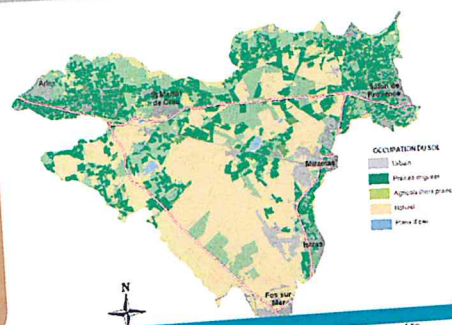 Arles
St Martin
de Crau
Salon de
Provence
OCCUPATION DU SOL
Urbain
Prairies irriguées
Miramas
Naturel
Plans d'eau
Istres
Fos sur
Mer
N